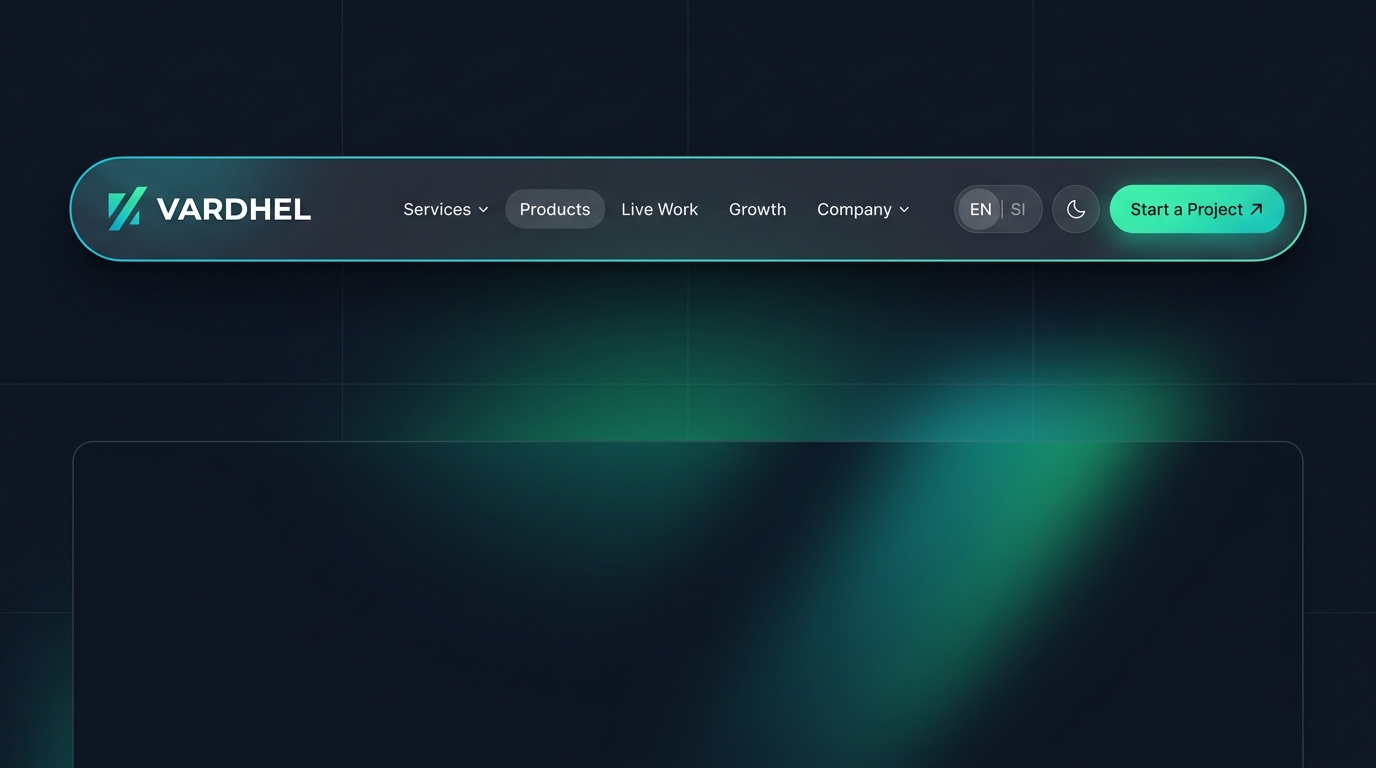 VARDHEL
Services
Products
Live Work
Growth
Company
EN | SI
Start a Project